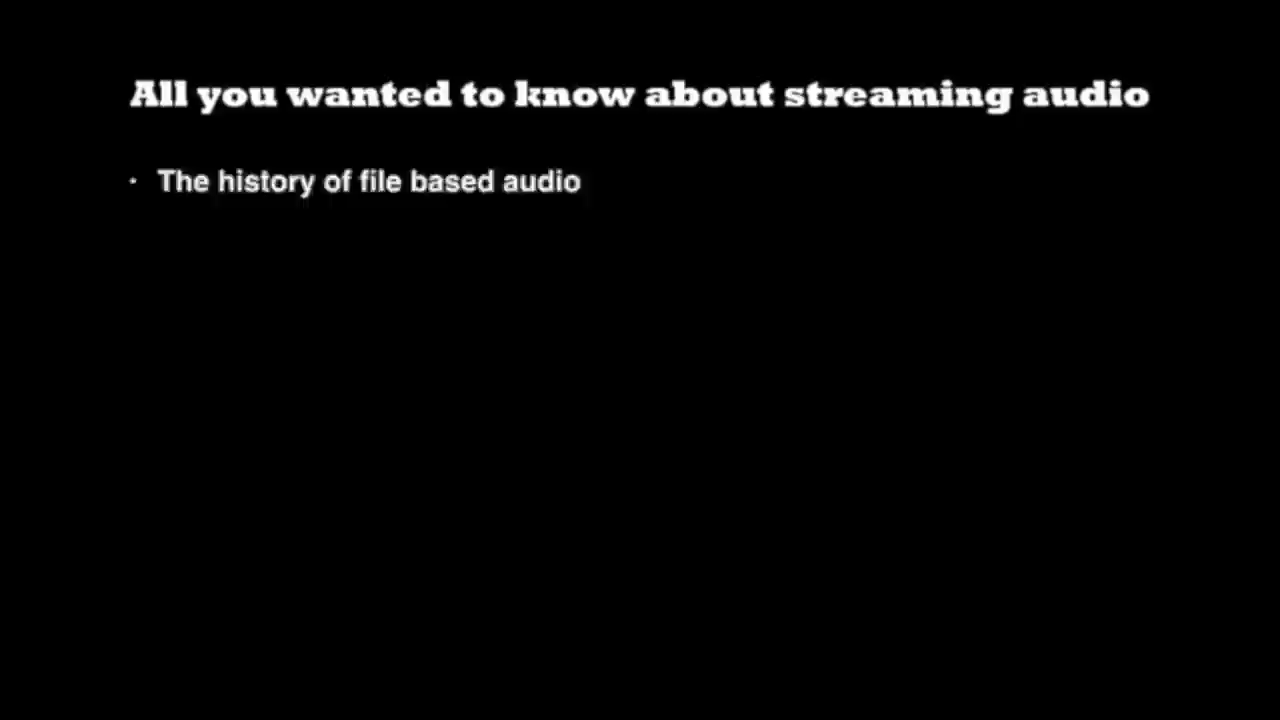 All you wanted to know about streaming audio
• The history of file based audio